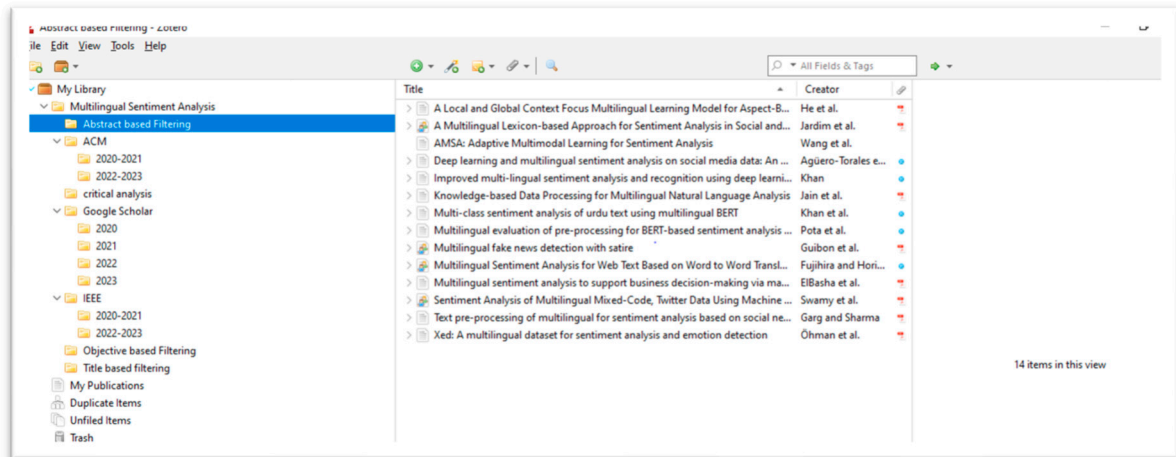 Abstract based Filtering - Zotero
ile Edit View Tools Help
All Fields & Tags
My Library
Multilingual Sentiment Analysis
Abstract based Filtering
ACM
2020-2021
2022-2023
critical analysis
Google Scholar
2020
2021
2022
2023
IEEE
2020-2021
2022-2023
Objective based Filtering
Title based filtering
My Publications
Duplicate Items
Unfiled Items
Trash
Title Creator
A Local and Global Context Focus Multilingual Learning Model for Aspect-B... He et al.
A Multilingual Lexicon-based Approach for Sentiment Analysis in Social and... Jardim et al.
AMSA: Adaptive Multimodal Learning for Sentiment Analysis Wang et al.
Deep learning and multilingual sentiment analysis on social media data: An ... Agüero-Torales e...
Improved multi-lingual sentiment analysis and recognition using deep learni... Khan
Knowledge-based Data Processing for Multilingual Natural Language Analysis Jain et al.
Multi-class sentiment analysis of urdu text using multilingual BERT Khan et al.
Multilingual evaluation of pre-processing for BERT-based sentiment analysis ... Pota et al.
Multilingual fake news detection with satire Guibon et al.
Multilingual Sentiment Analysis for Web Text Based on Word to Word Transl... Fujihira and Hori...
Multilingual sentiment analysis to support business decision-making via ma... ElBasha et al.
Sentiment Analysis of Multilingual Mixed-Code, Twitter Data Using Machine ... Swamy et al.
Text pre-processing of multilingual for sentiment analysis based on social ne... Garg and Sharma
Xed: A multilingual dataset for sentiment analysis and emotion detection Öhman et al.
14 items in this view